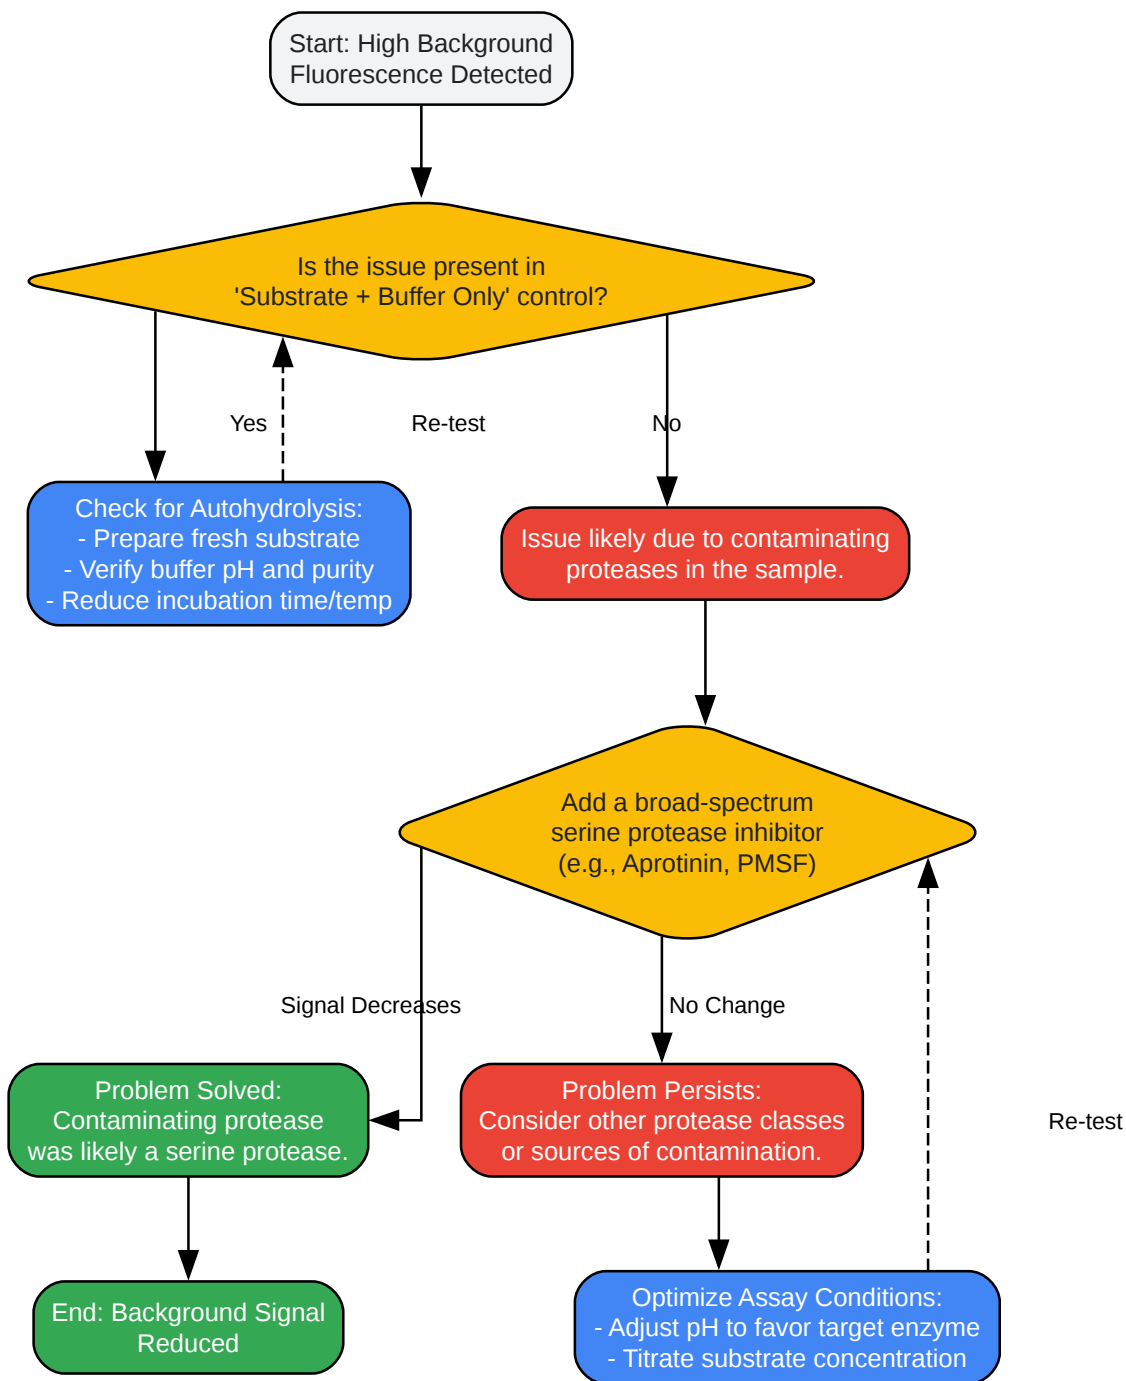 Start: High Background
Fluorescence Detected
Is the issue present in
'Substrate + Buffer Only' control?
Yes
Re-test
No
Check for Autohydrolysis:
- Prepare fresh substrate
- Verify buffer pH and purity
- Reduce incubation time/temp
Issue likely due to contaminating
proteases in the sample.
Add a broad-spectrum
serine protease inhibitor
(e.g., Aprotinin, PMSF)
Signal Decreases
No Change
Problem Solved:
Contaminating protease
was likely a serine protease.
Problem Persists:
Consider other protease classes
or sources of contamination.
Re-test
End: Background Signal
Reduced
Optimize Assay Conditions:
- Adjust pH to favor target enzyme
- Titrate substrate concentration